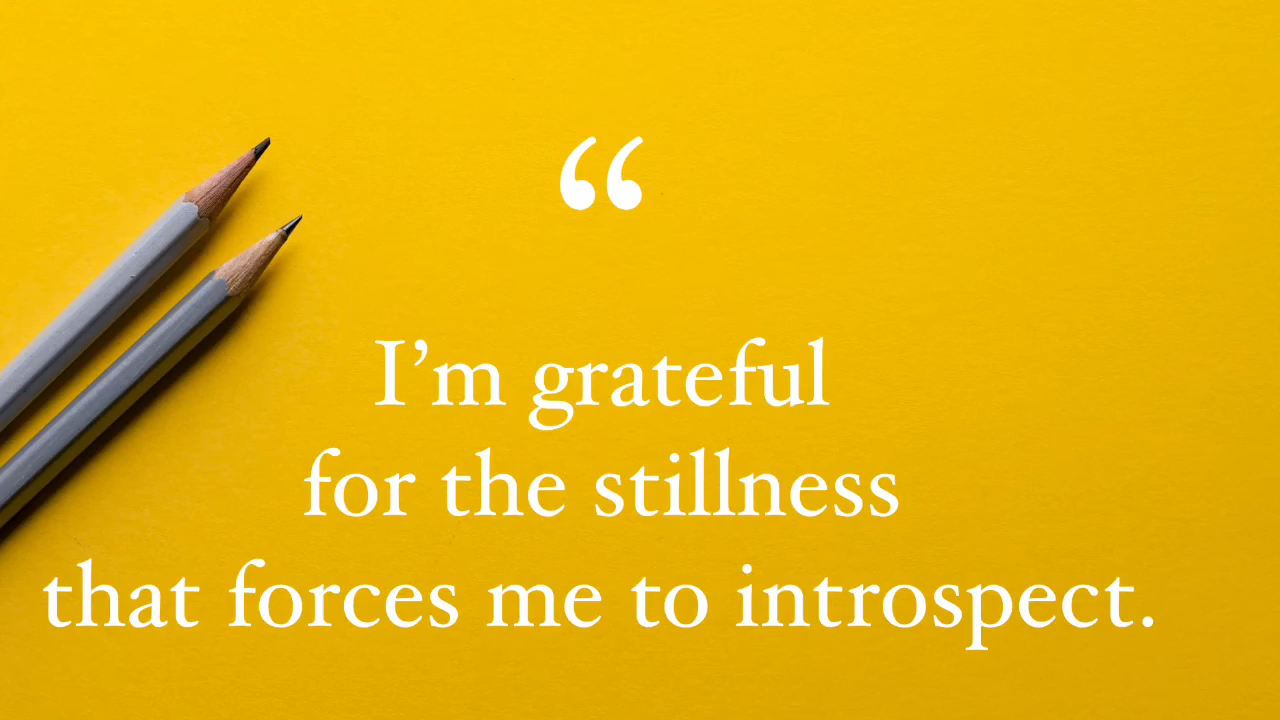 “
I’m grateful
for the stillness
that forces me to introspect.